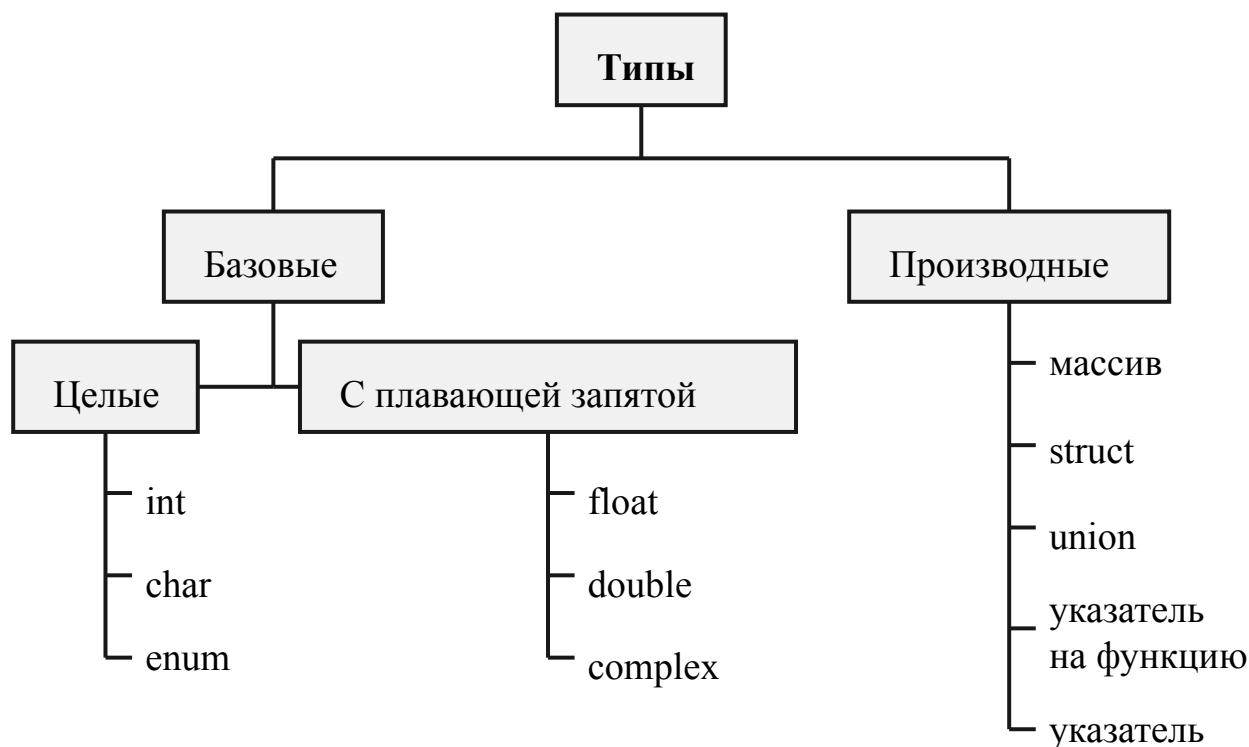 Типы
Базовые
Производные
Целые
С плавающей запятой
int
char
enum
float
double
complex
массив
struct
union
указатель
на функцию
указатель